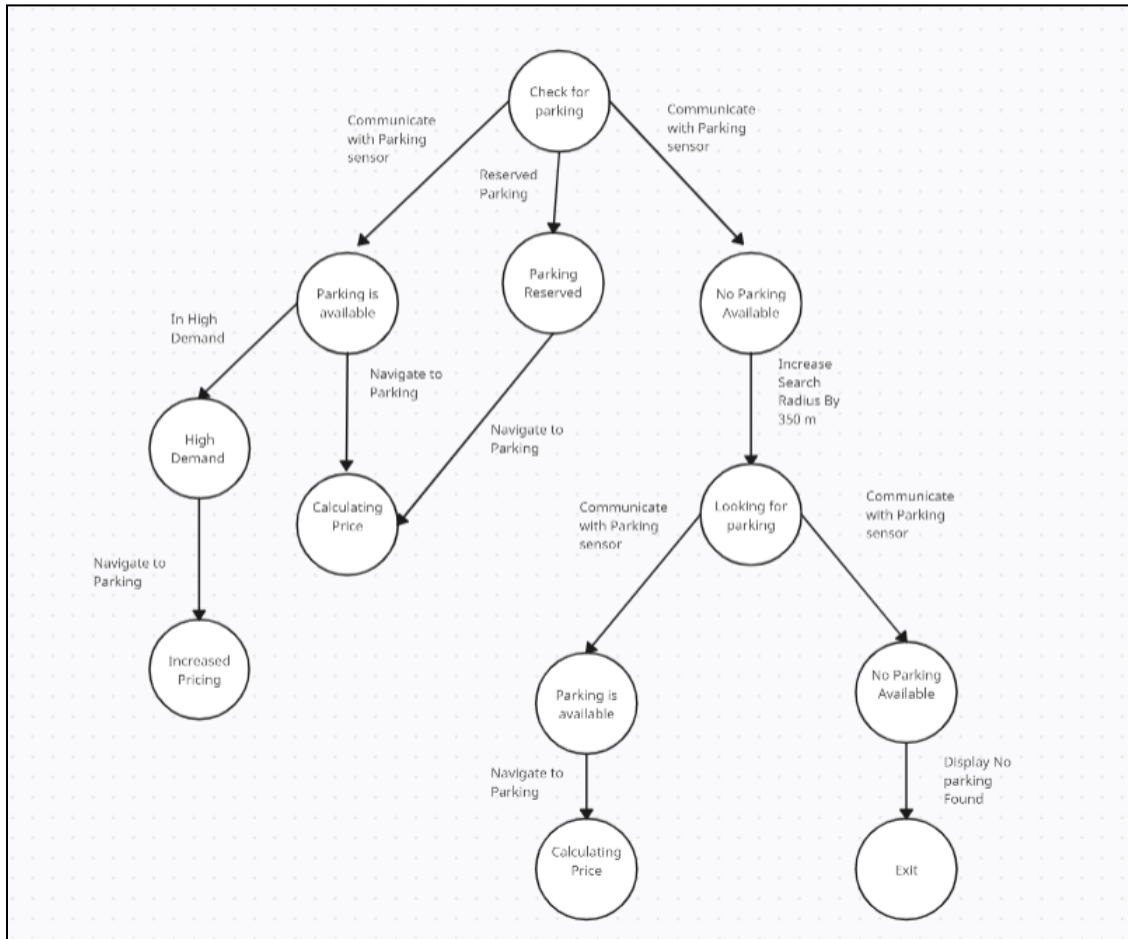 Check for
parking
Communicate
with Parking
sensor
Communicate
with Parking
sensor
Reserved
Parking
Parking is
available
Parking
Reserved
No Parking
Available
In High
Demand
Navigate to
Parking
Increase
Search
Radius By
350 m
High
Demand
Navigate to
Parking
Calculating
Price
Looking for
parking
Communicate
with Parking
sensor
Communicate
with Parking
sensor
Navigate to
Parking
Increased
Pricing
Parking is
available
No Parking
Available
Navigate to
Parking
Display No
parking
Found
Calculating
Price
Exit